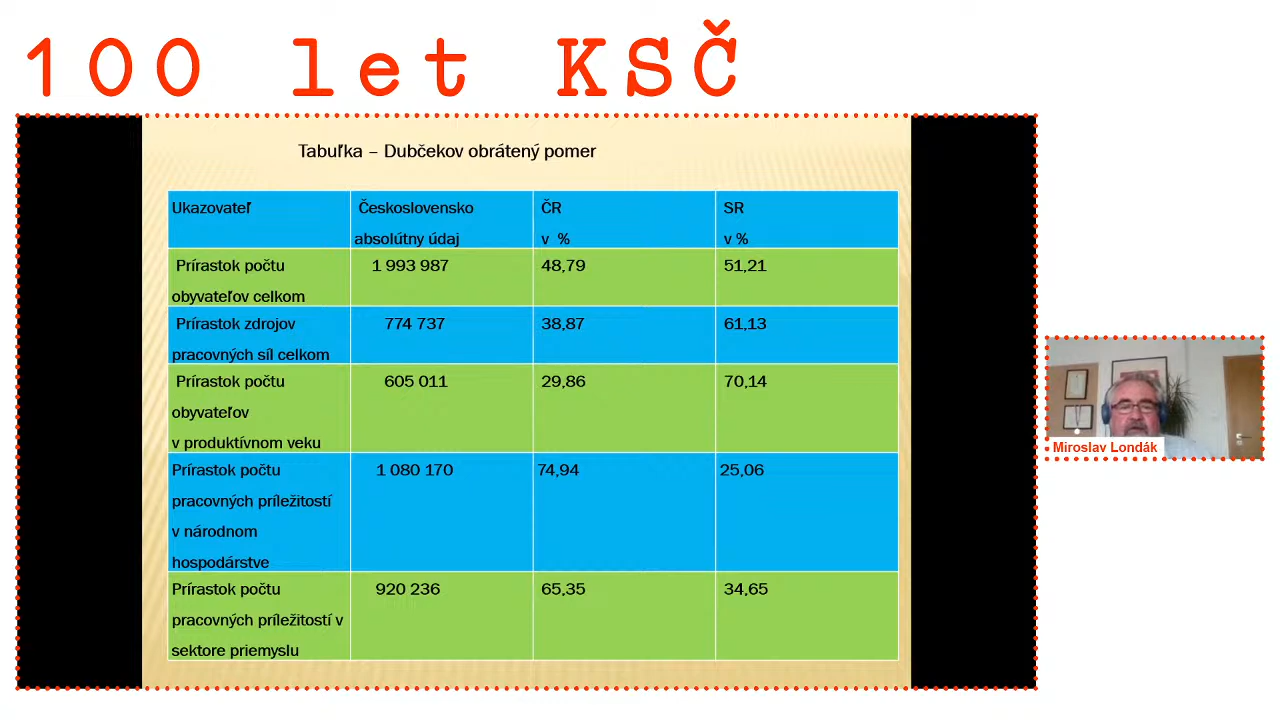 100 let KSČ
Tabuľka – Dubčekov obrátený pomer
Ukazovateľ
Československo
absolútny údaj
ČR
v %
SR
v %
Prírastok počtu
obyvateľov celkom
1 993 987
48,79
51,21
Prírastok zdrojov
pracovných síl celkom
774 737
38,87
61,13
Prírastok počtu
obyvateľov
v produktívnom veku
605 011
29,86
70,14
Prírastok počtu
pracovných príležitostí
v národnom
hospodárstve
1 080 170
74,94
25,06
Prírastok počtu
pracovných príležitostí v
sektore priemyslu
920 236
65,35
34,65
Miroslav Londák